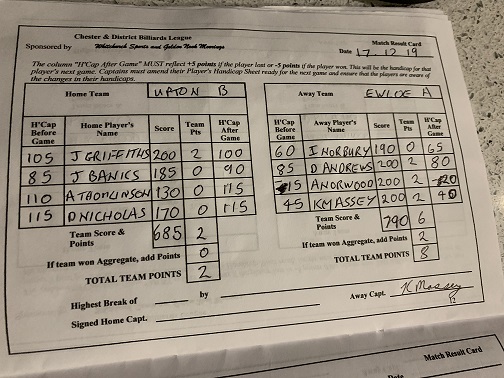 Chester & District Billiards League
Sponsored by Whitchurch Sports and Golden Nook Moorings
Match Result Card
Date 17.12.19
The column "H'Cap After Game" MUST reflect +5 points if the player lost or -5 points if the player won. This will be the handicap for that
player's next game. Captains must amend their Player's Handicap Sheet ready for the next game and ensure that the players are aware of
the changes in their handicaps.
Home Team UPTON B
H'Cap Before Game Home Player's Name Score Team Pts H'Cap After Game
105 J GRIFFITHS 200 2 100
85 J BANKS 185 0 90
110 A THOMLINSON 130 0 115
115 D NICHOLAS 170 0 115
Team Score & Points 685 2
If team won Aggregate, add Points 0
TOTAL TEAM POINTS 2
Away Team EWLOE A
H'Cap Before Game Away Player's Name Score Team Pts H'Cap After Game
60 I NORBURY 190 0 65
85 D ANDREWS 200 2 80
A NORWOOD 200 2
45 K MASSEY 200 2 40
Team Score & Points 790 6
If team won Aggregate, add Points 2
TOTAL TEAM POINTS 8
Highest Break of by
Signed Home Capt.
Away Capt. K Massey
Match Result Card
Date